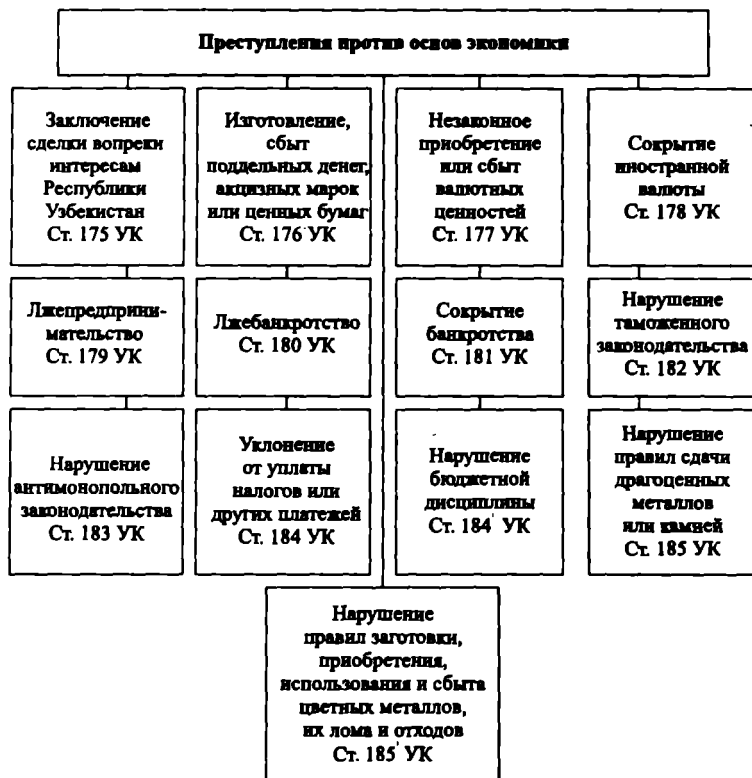 Преступления против основ экономики
Заключение
сделки вопреки
интересам
Республики
Узбекистан
Ст. 175 УК
Изготовление,
сбыт
поддельных денег,
акцизных марок
или ценных бумаг
Ст. 176 УК
Незаконное
приобретение
или сбыт
валютных
ценностей
Ст. 177 УК
Сокрытие
иностранной
валюты
Ст. 178 УК
Лжепредприни-
мательство
Ст. 179 УК
Лжебанкротство
Ст. 180 УК
Сокрытие
банкротства
Ст. 181 УК
Нарушение
таможенного
законодательства
Ст. 182 УК
Нарушение
антимонопольного
законодательства
Ст. 183 УК
Уклонение
от уплаты
налогов или
других платежей
Ст. 184 УК
Нарушение
бюджетной
дисциплины
Ст. 184¹ УК
Нарушение
правил сдачи
драгоценных
металлов
или камней
Ст. 185 УК
Нарушение
правил заготовки,
приобретения,
использования и сбыта
цветных металлов,
их лома и отходов
Ст. 185¹ УК